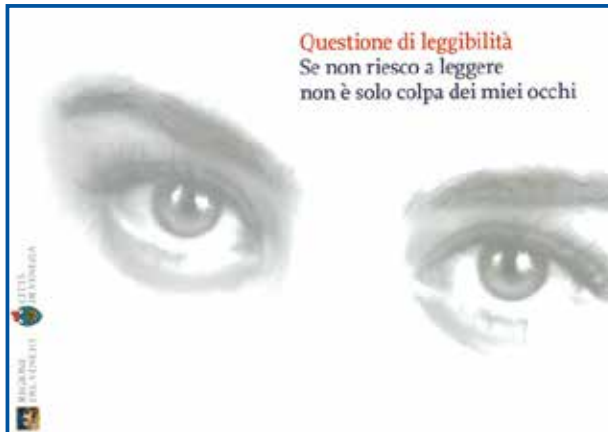 Questione di leggibilità
Se non riesco a leggere
non è solo colpa dei miei occhi
CITTÀ
DI VENEZIA
REGIONE
DEL VENETO